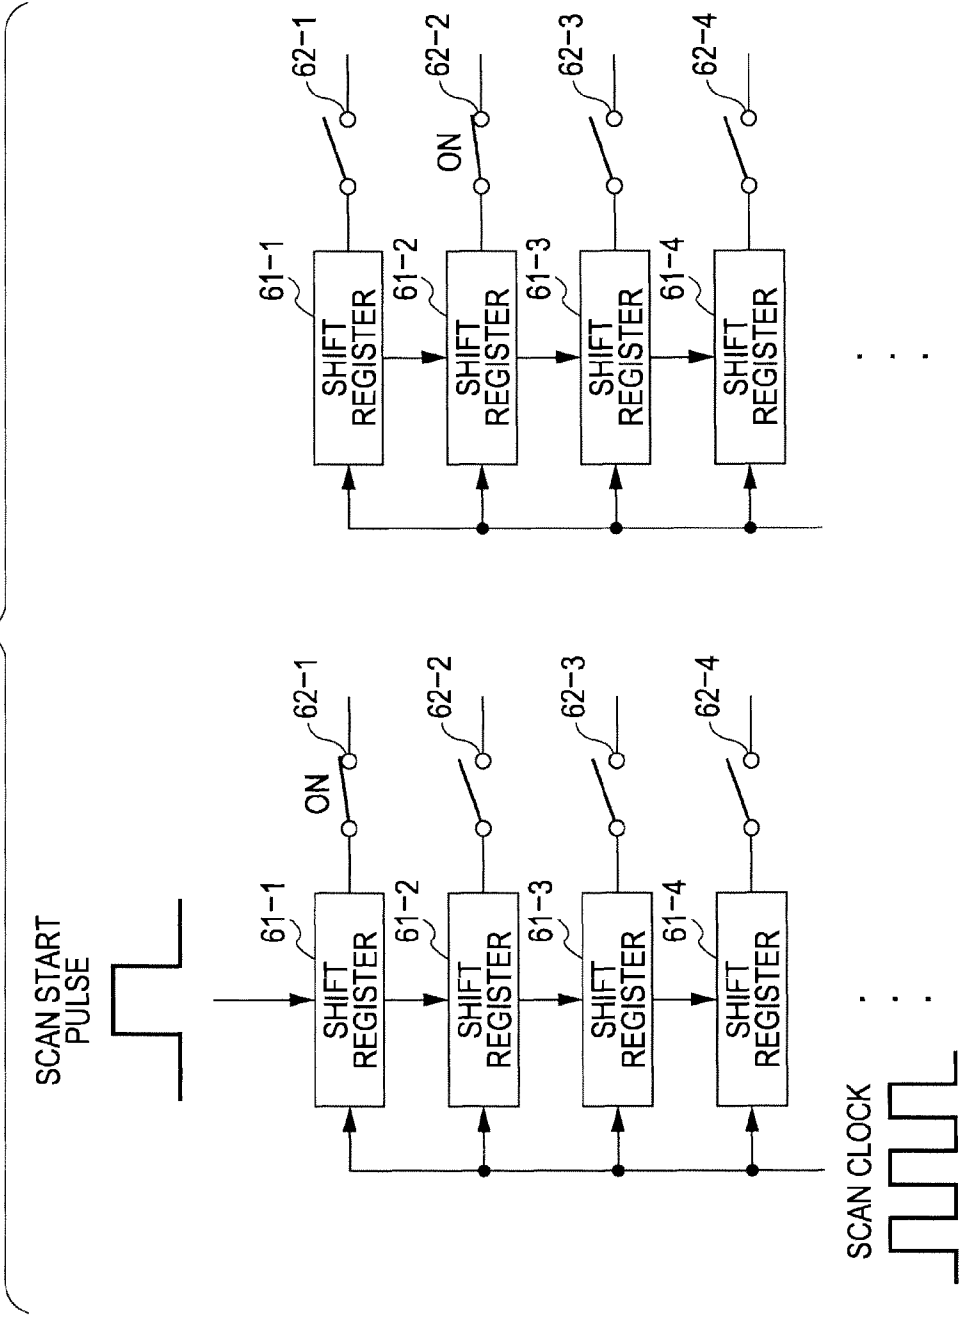 SCAN START
PULSE
61-1
SHIFT
REGISTER
ON
62-1
61-2
SHIFT
REGISTER
62-2
61-3
SHIFT
REGISTER
62-3
61-4
SHIFT
REGISTER
62-4
. . .
SCAN CLOCK
61-1
SHIFT
REGISTER
62-1
61-2
SHIFT
REGISTER
ON
62-2
61-3
SHIFT
REGISTER
62-3
61-4
SHIFT
REGISTER
62-4
. . .